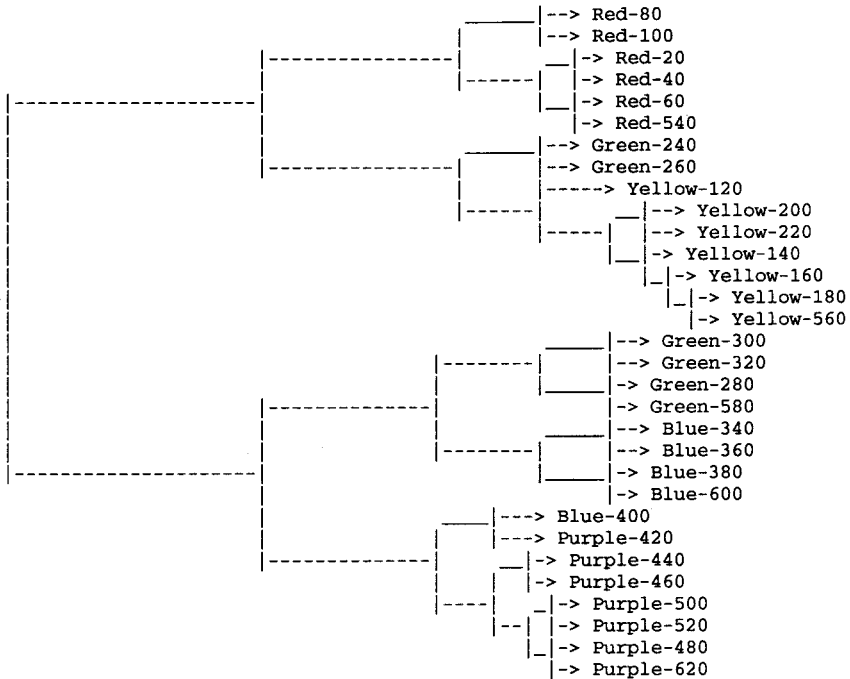 Red-80
Red-100
Red-20
Red-40
Red-60
Red-540
Green-240
Green-260
Yellow-120
Yellow-200
Yellow-220
Yellow-140
Yellow-160
Yellow-180
Yellow-560
Green-300
Green-320
Green-280
Green-580
Blue-340
Blue-360
Blue-380
Blue-600
Blue-400
Purple-420
Purple-440
Purple-460
Purple-500
Purple-520
Purple-480
Purple-620